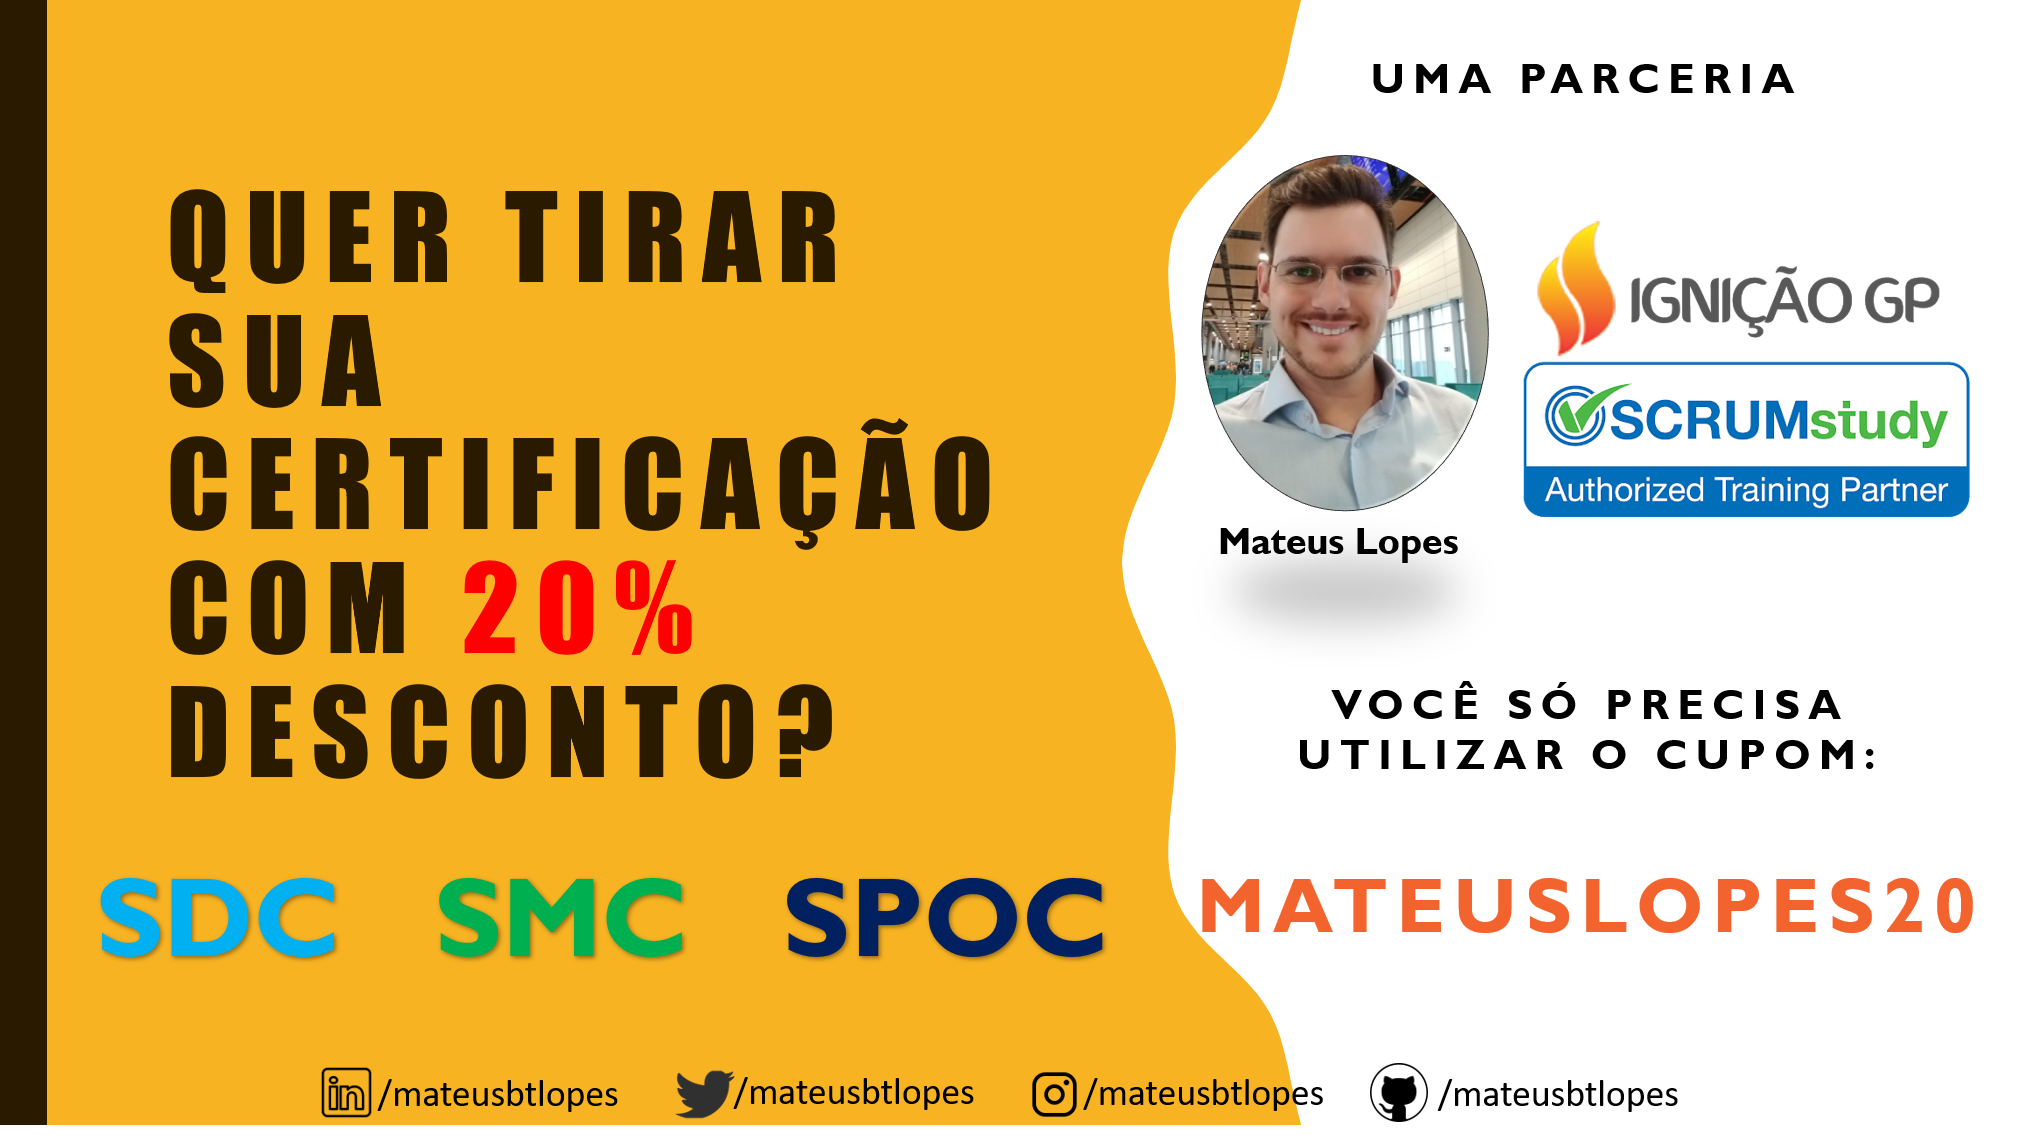 QUER TIRAR
SUA
CERTIFICAÇÃO
COM 20%
DESCONTO?
SDC SMC SPOC
UMA PARCERIA
Mateus Lopes
IGNIÇÃO GP
SCRUMstudy
Authorized Training Partner
VOCÊ SÓ PRECISA
UTILIZAR O CUPOM:
MATEUSLOPES20
in /mateusbtlopes /mateusbtlopes /mateusbtlopes /mateusbtlopes